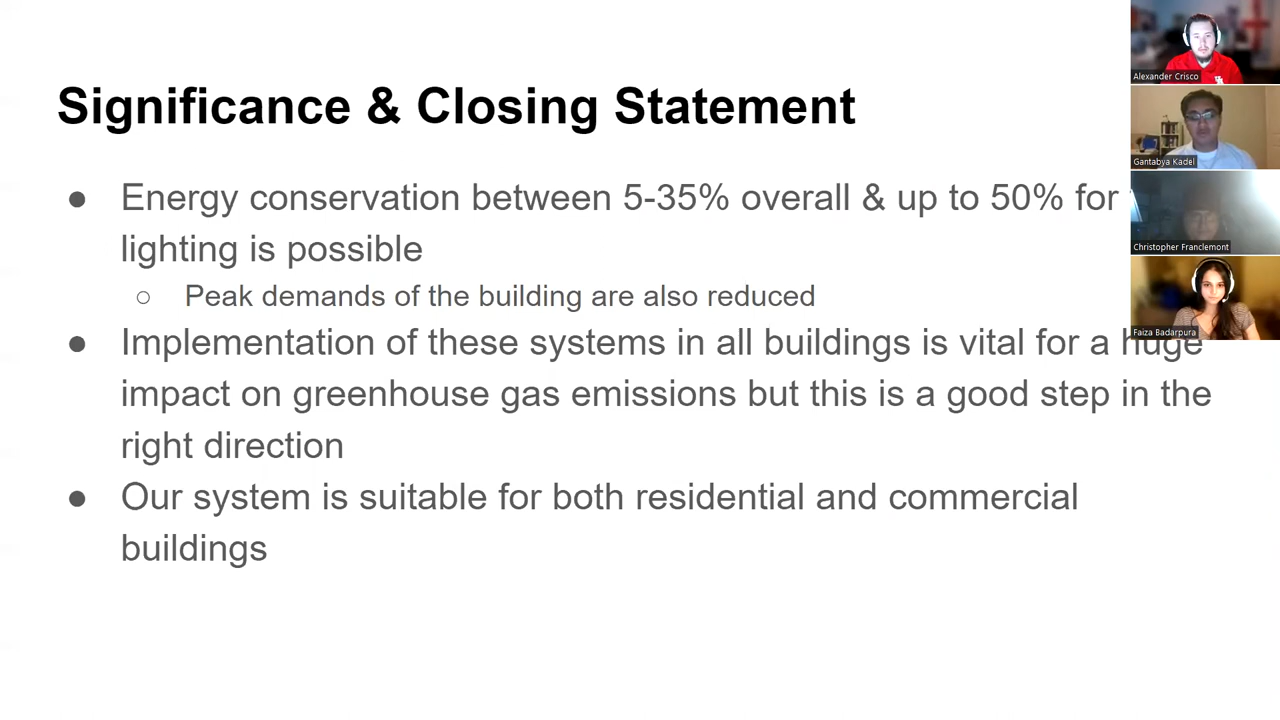 Significance & Closing Statement
● Energy conservation between 5-35% overall & up to 50% for
lighting is possible
○ Peak demands of the building are also reduced
● Implementation of these systems in all buildings is vital for a huge
impact on greenhouse gas emissions but this is a good step in the
right direction
● Our system is suitable for both residential and commercial
buildings
Alexander Crisco
Gantabya Kadel
Christopher Franclemont
Faiza Badarpura